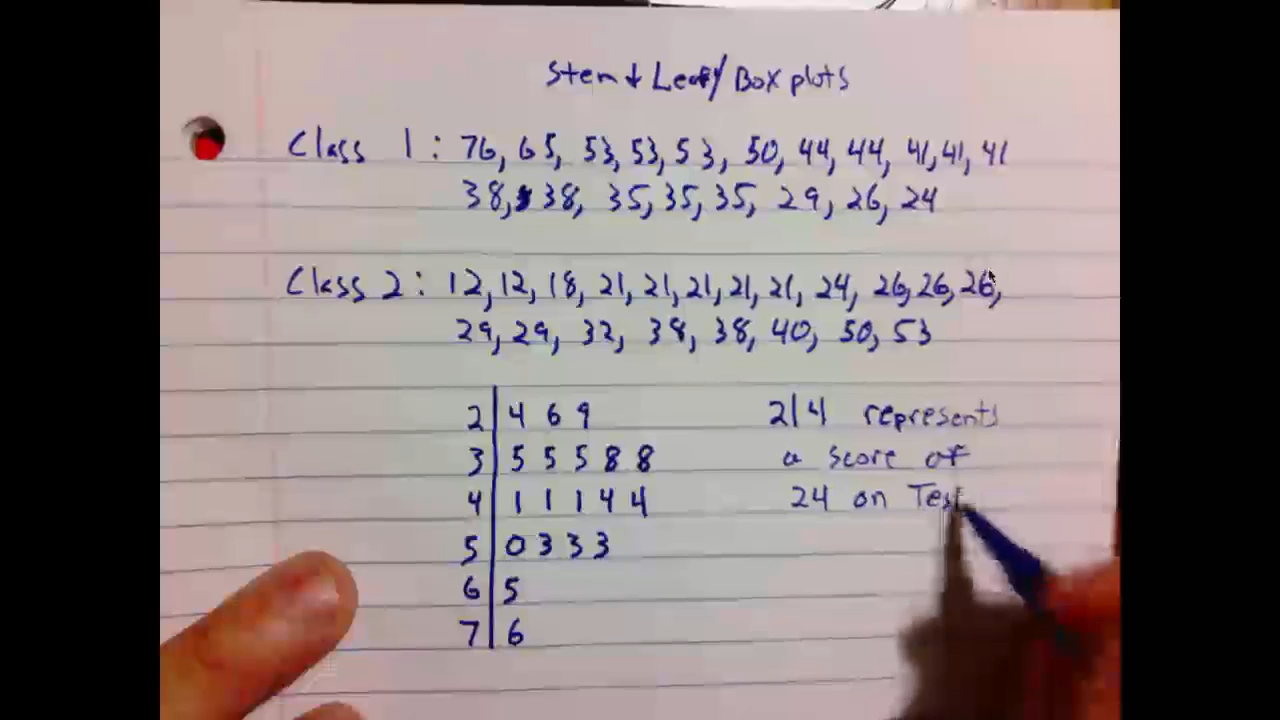 Stem & Leaf/Box plots
Class 1: 76, 65, 53, 53, 53, 50, 44, 44, 41, 41, 41
38, 38, 35, 35, 35, 29, 26, 24
Class 2: 12, 12, 18, 21, 21, 21, 21, 21, 24, 26, 26, 26,
29, 29, 32, 38, 38, 40, 50, 53
2 | 4 6 9 2|4 represents
3 | 5 5 5 8 8 a score of
4 | 1 1 1 4 4 24 on Test
5 | 0 3 3 3
6 | 5
7 | 6